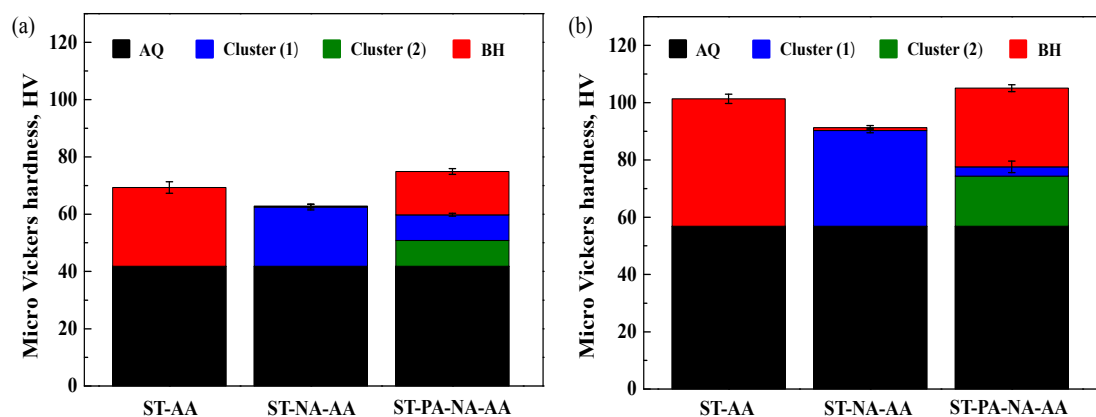 (a)
AQ Cluster (1) Cluster (2) BH
Micro Vickers hardness, HV
120
100
80
60
40
20
0
ST-AA ST-NA-AA ST-PA-NA-AA
(b)
AQ Cluster (1) Cluster (2) BH
Micro Vickers hardness, HV
120
100
80
60
40
20
0
ST-AA ST-NA-AA ST-PA-NA-AA